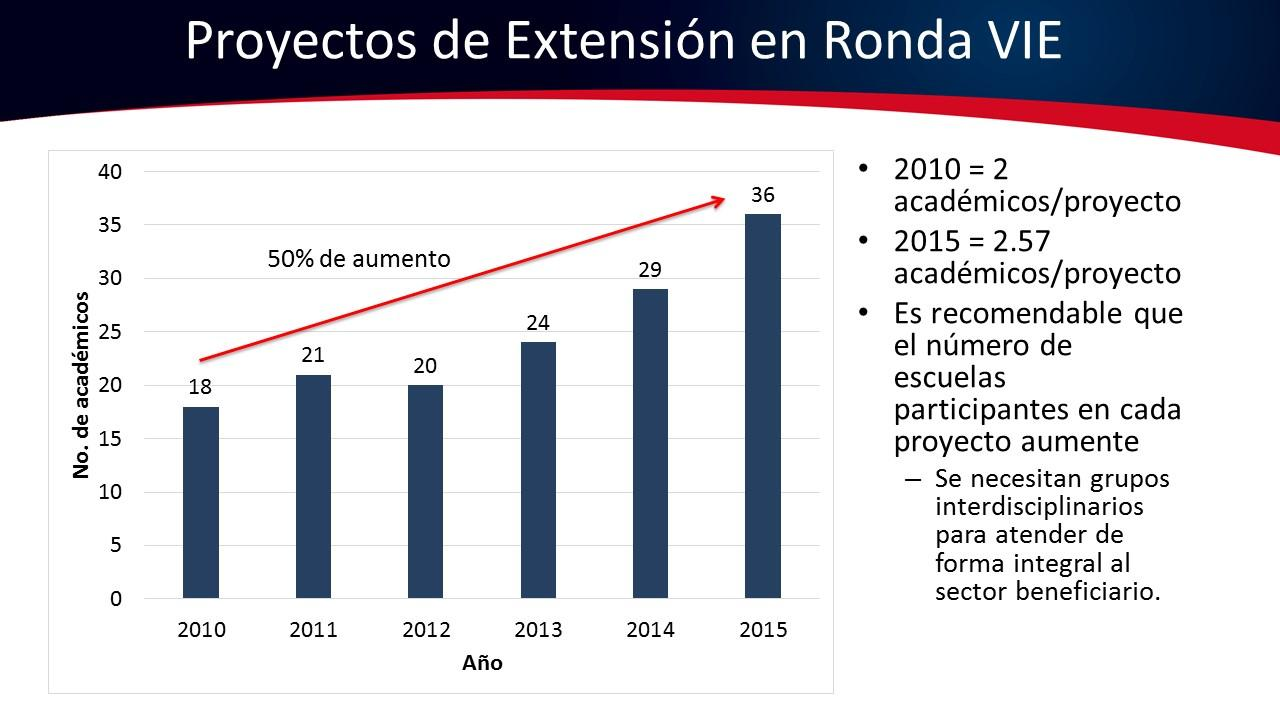 Proyectos de Extensión en Ronda VIE
40
35
30
25
20
15
10
5
0
No. de académicos
50% de aumento
18
21
20
24
29
36
2010
2011
2012
2013
2014
2015
Año
• 2010 = 2
académicos/proyecto
• 2015 = 2.57
académicos/proyecto
• Es recomendable que
el número de
escuelas
participantes en cada
proyecto aumente
– Se necesitan grupos
interdisciplinarios
para atender de
forma integral al
sector beneficiario.